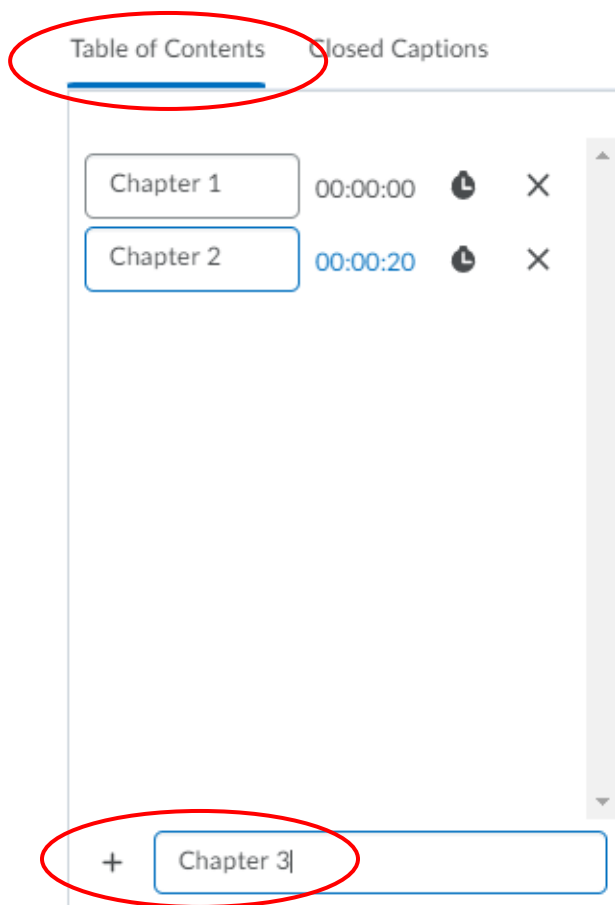 Table of Contents Closed Captions
Chapter 1 00:00:00
Chapter 2 00:00:20
+ Chapter 3